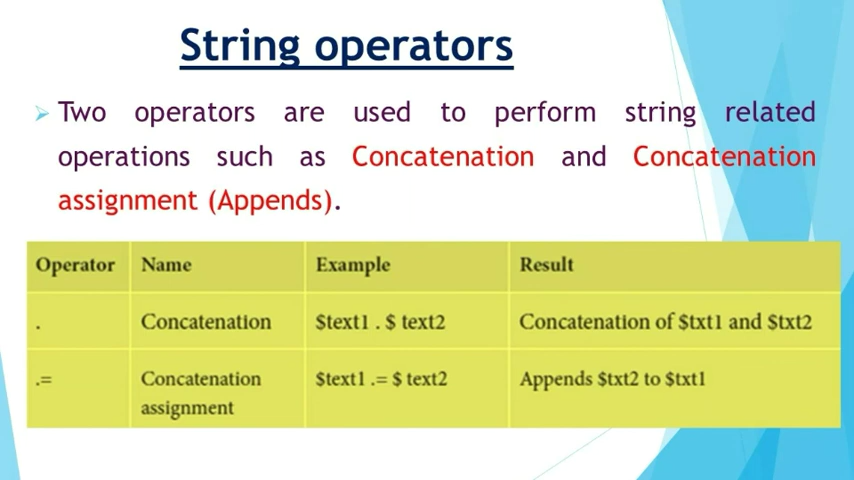 String operators
Two operators are used to perform string related
operations such as Concatenation and Concatenation
assignment (Appends).
Operator Name Example Result
. Concatenation $text1 . $ text2 Concatenation of $txt1 and $txt2
.= Concatenation assignment $text1 .= $ text2 Appends $txt2 to $txt1